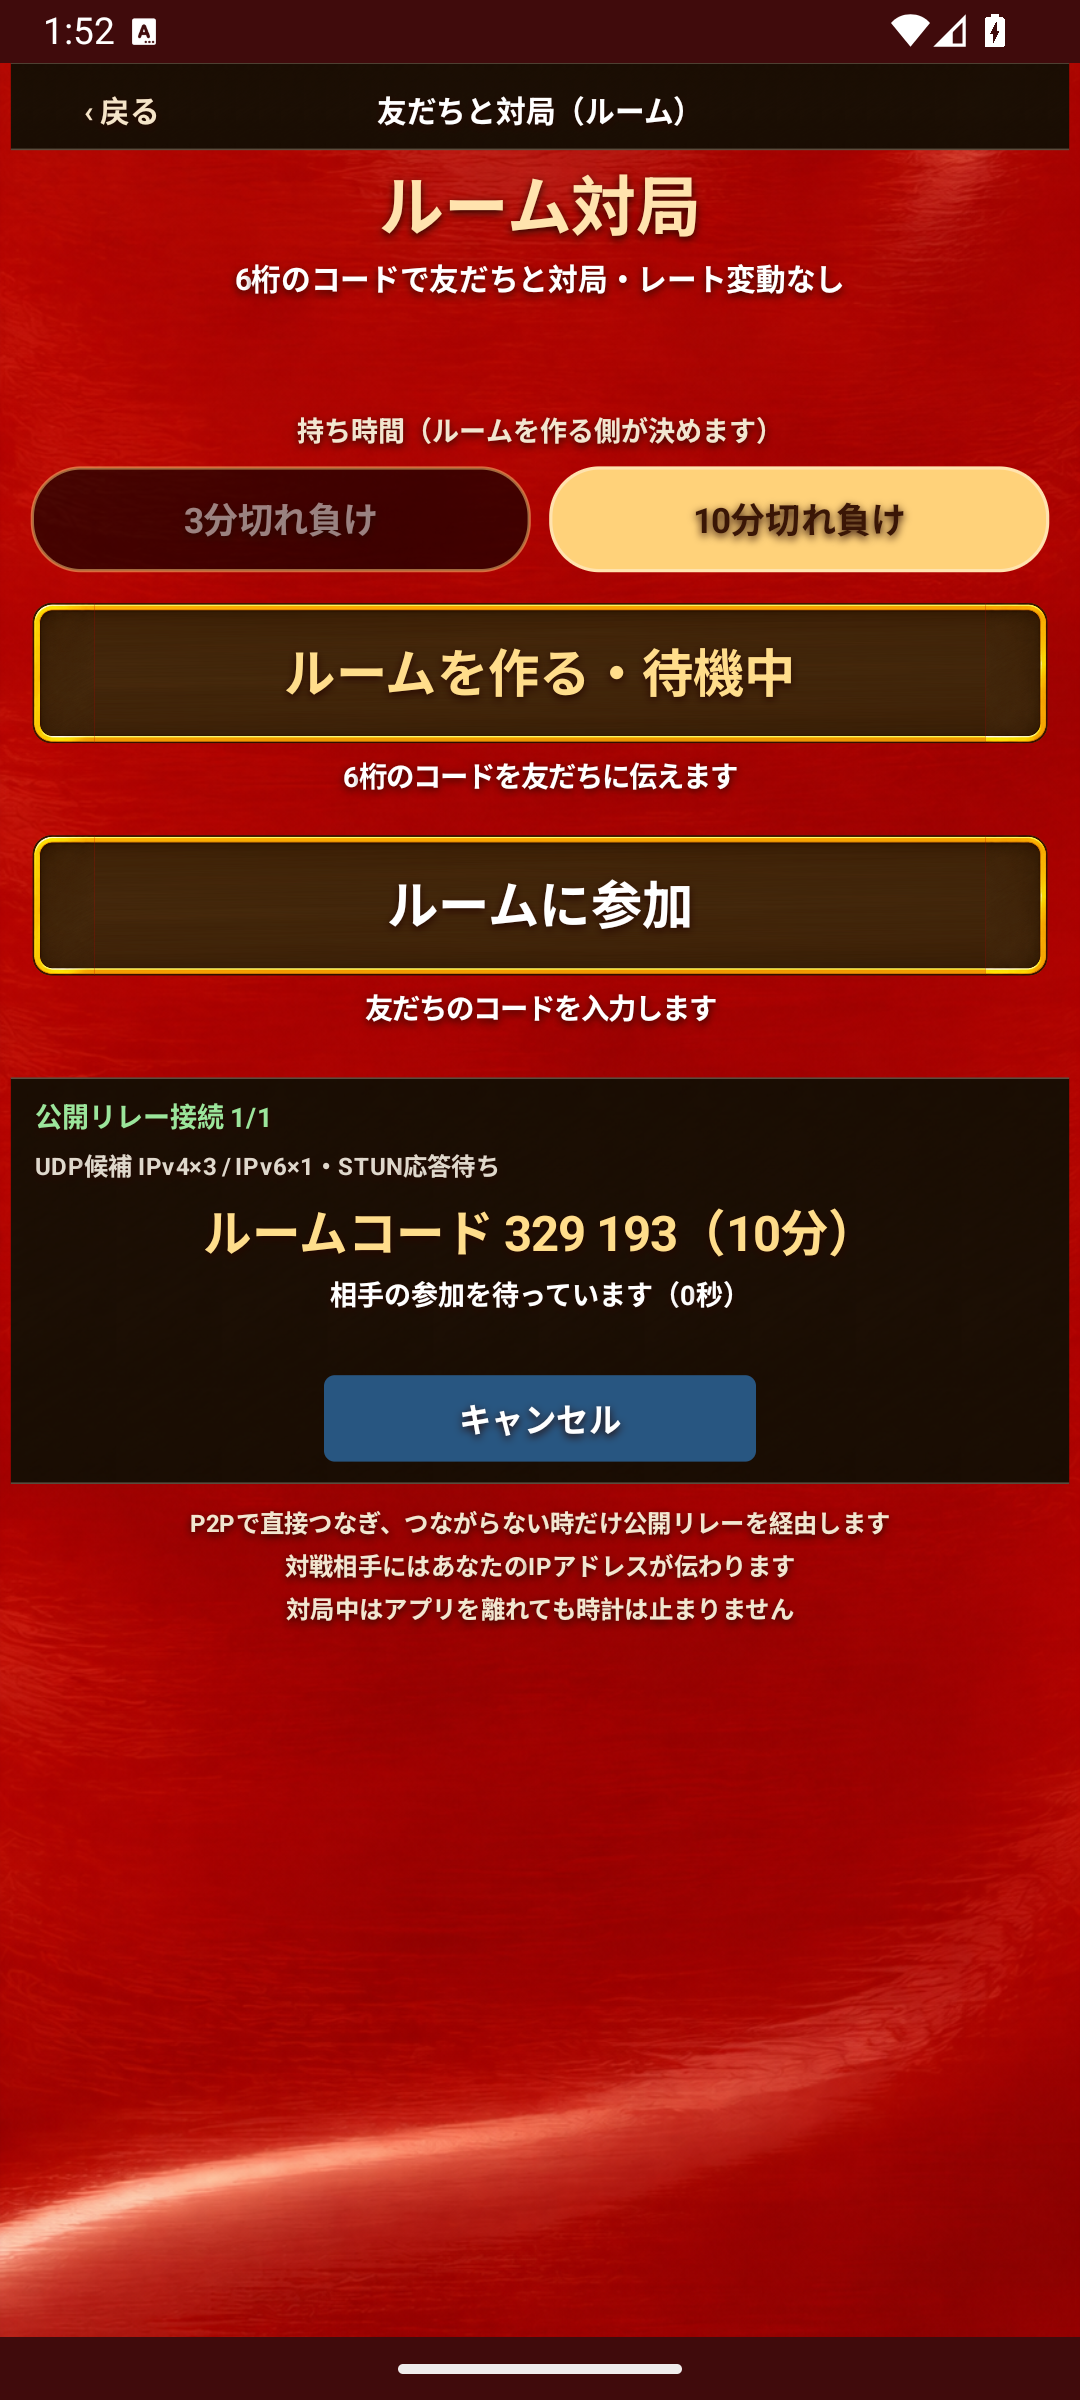 1:52
‹ 戻る
友だちと対局（ルーム）
ルーム対局
6桁のコードで友だちと対局・レート変動なし
持ち時間（ルームを作る側が決めます）
3分切れ負け
10分切れ負け
ルームを作る・待機中
6桁のコードを友だちに伝えます
ルームに参加
友だちのコードを入力します
公開リレー接続 1/1
UDP候補 IPv4×3 / IPv6×1・STUN応答待ち
ルームコード 329 193（10分）
相手の参加を待っています（0秒）
キャンセル
P2Pで直接つなぎ、つながらない時だけ公開リレーを経由します
対戦相手にはあなたのIPアドレスが伝わります
対局中はアプリを離れても時計は止まりません